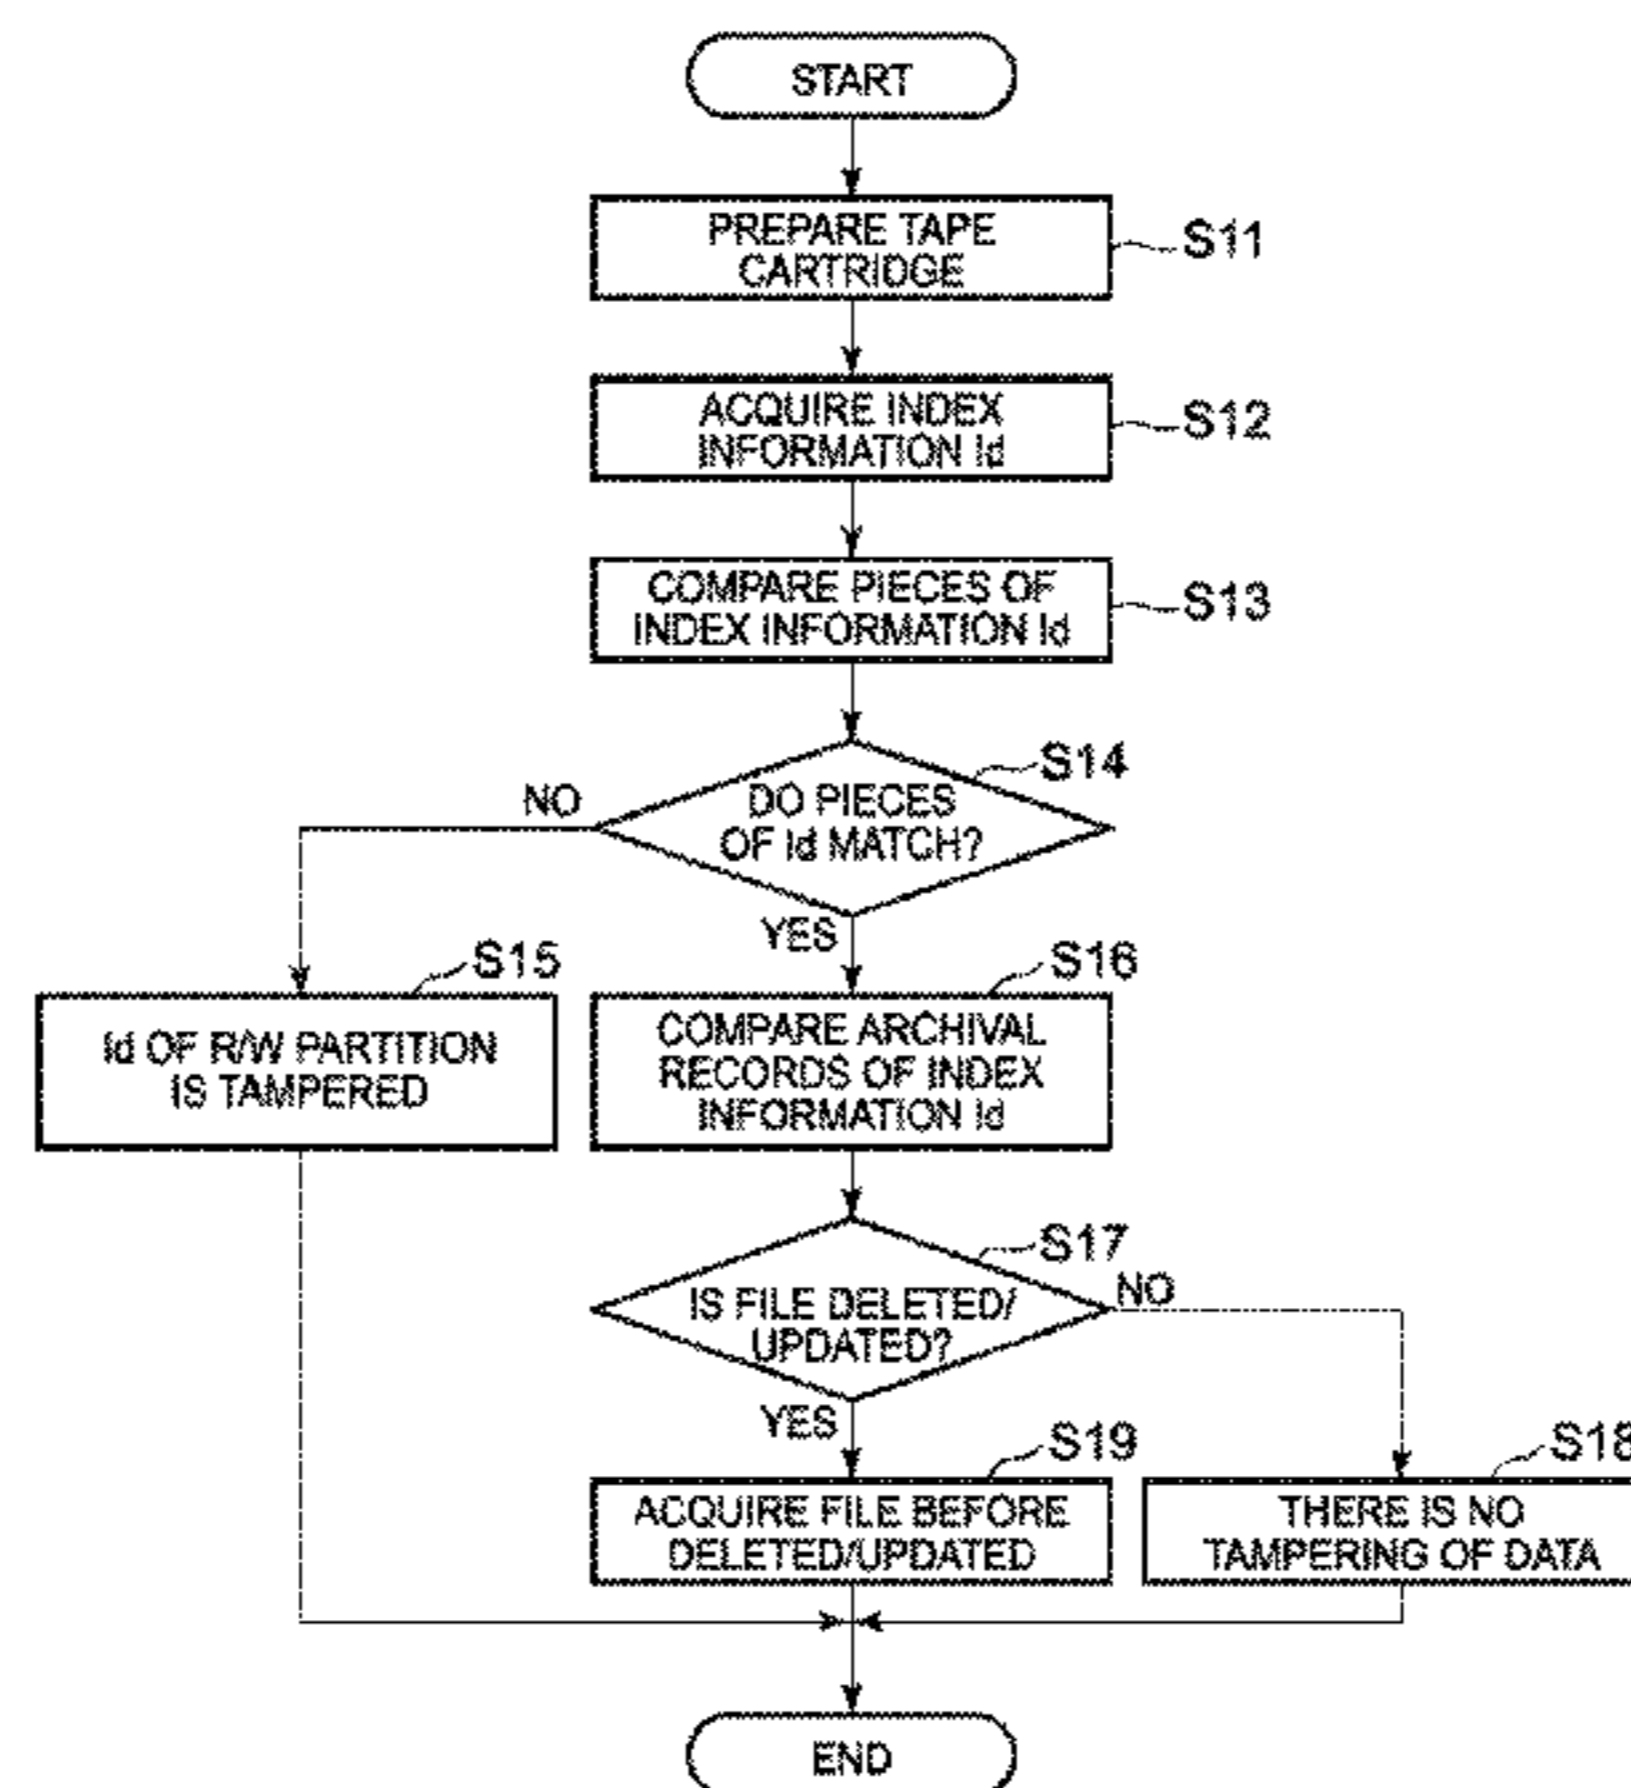 START
PREPARE TAPE
CARTRIDGE
S11
ACQUIRE INDEX
INFORMATION Id
S12
COMPARE PIECES OF
INDEX INFORMATION Id
S13
S14
NO
DO PIECES
OF Id MATCH?
YES
S15
S16
Id OF R/W PARTITION
IS TAMPERED
COMPARE ARCHIVAL
RECORDS OF INDEX
INFORMATION Id
S17
NO
IS FILE DELETED/
UPDATED?
YES
S19
S18
ACQUIRE FILE BEFORE
DELETED/UPDATED
THERE IS NO
TAMPERING OF DATA
END